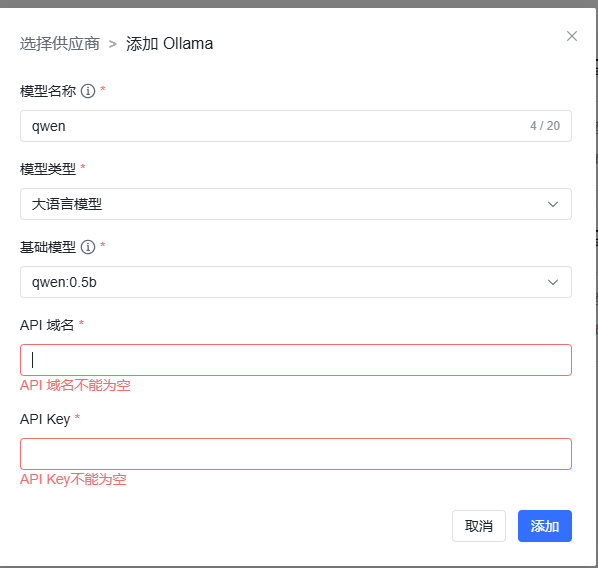 选择供应商 > 添加 Ollama
模型名称 *
qwen 4 / 20
模型类型 *
大语言模型
基础模型 *
qwen:0.5b
API 域名 *
API 域名不能为空
API Key *
API Key不能为空
取消 添加